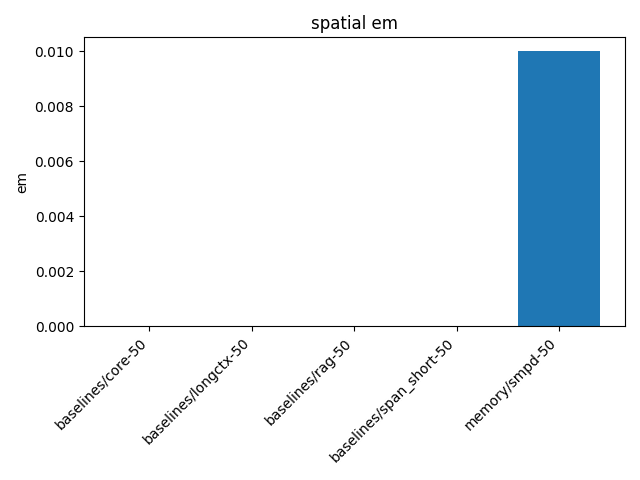 spatial em
em
0.010
0.008
0.006
0.004
0.002
0.000
baselines/core-50
baselines/longctx-50
baselines/rag-50
baselines/span_short-50
memory/smpd-50